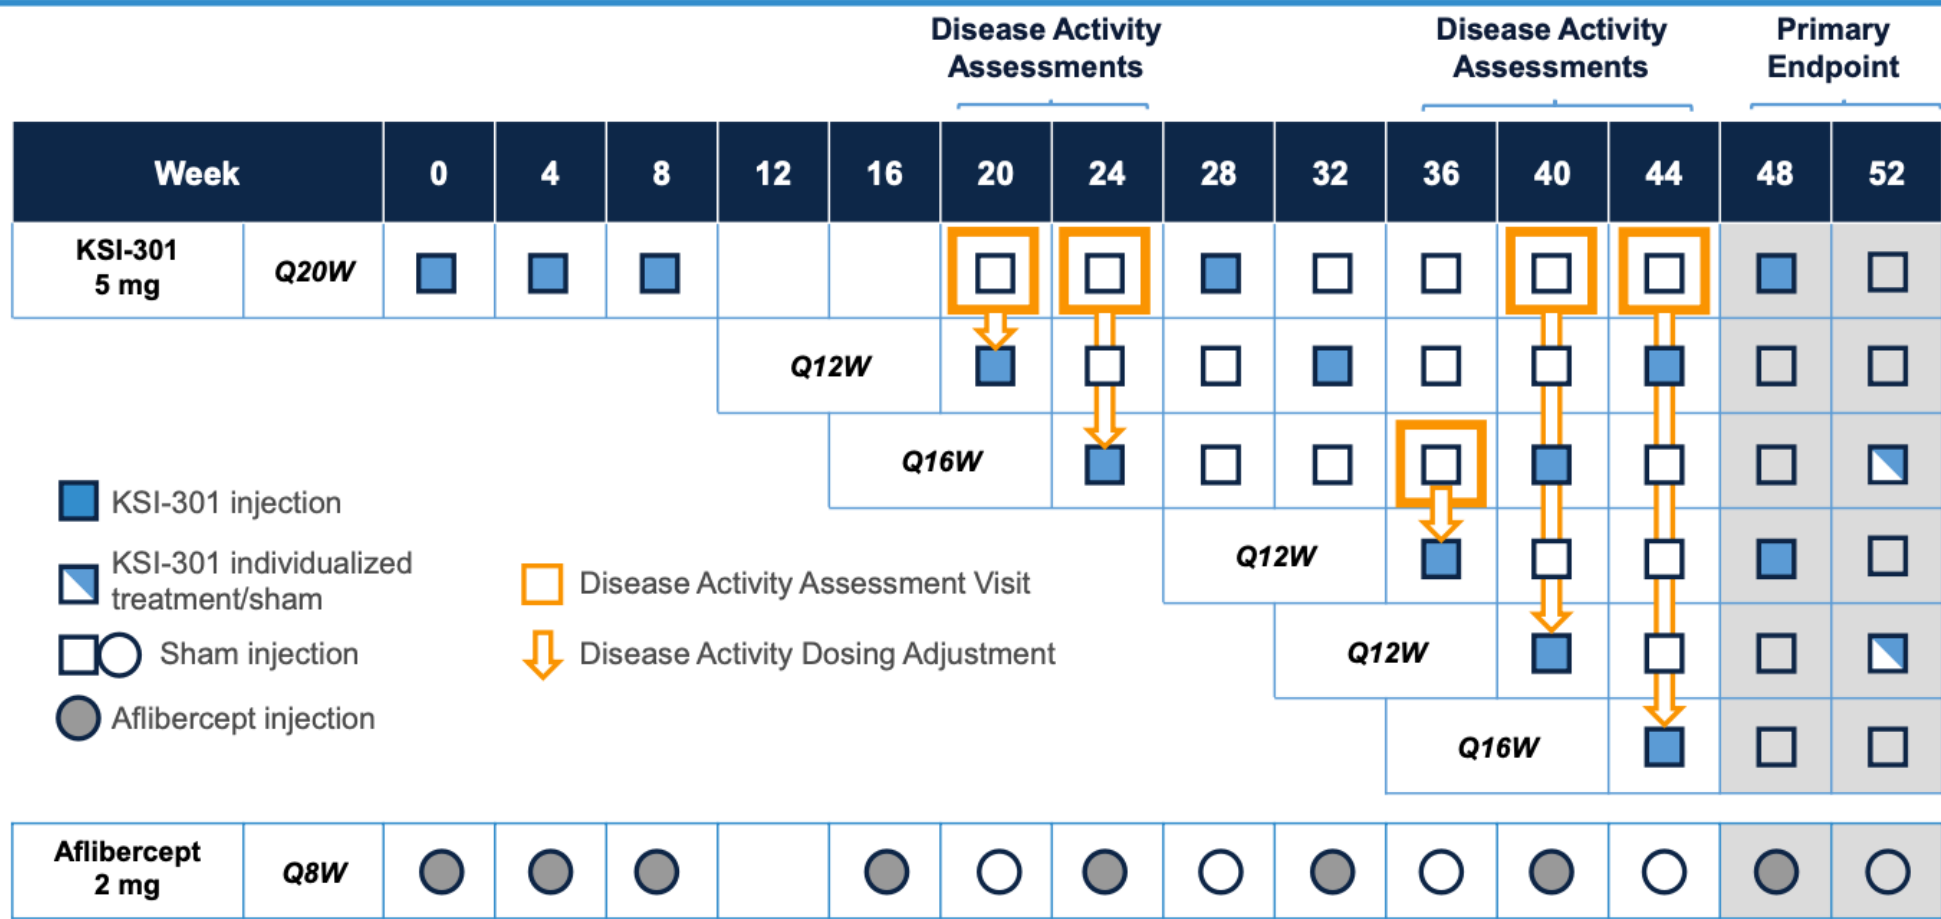 Disease Activity
Assessments
Disease Activity
Assessments
Primary
Endpoint
Week 0 4 8 12 16 20 24 28 32 36 40 44 48 52
KSI-301
5 mg
Q20W
Q12W
Q16W
Q12W
Q12W
Q16W
KSI-301 injection
KSI-301 individualized
treatment/sham
Sham injection
Aflibercept injection
Disease Activity Assessment Visit
Disease Activity Dosing Adjustment
Aflibercept
2 mg
Q8W